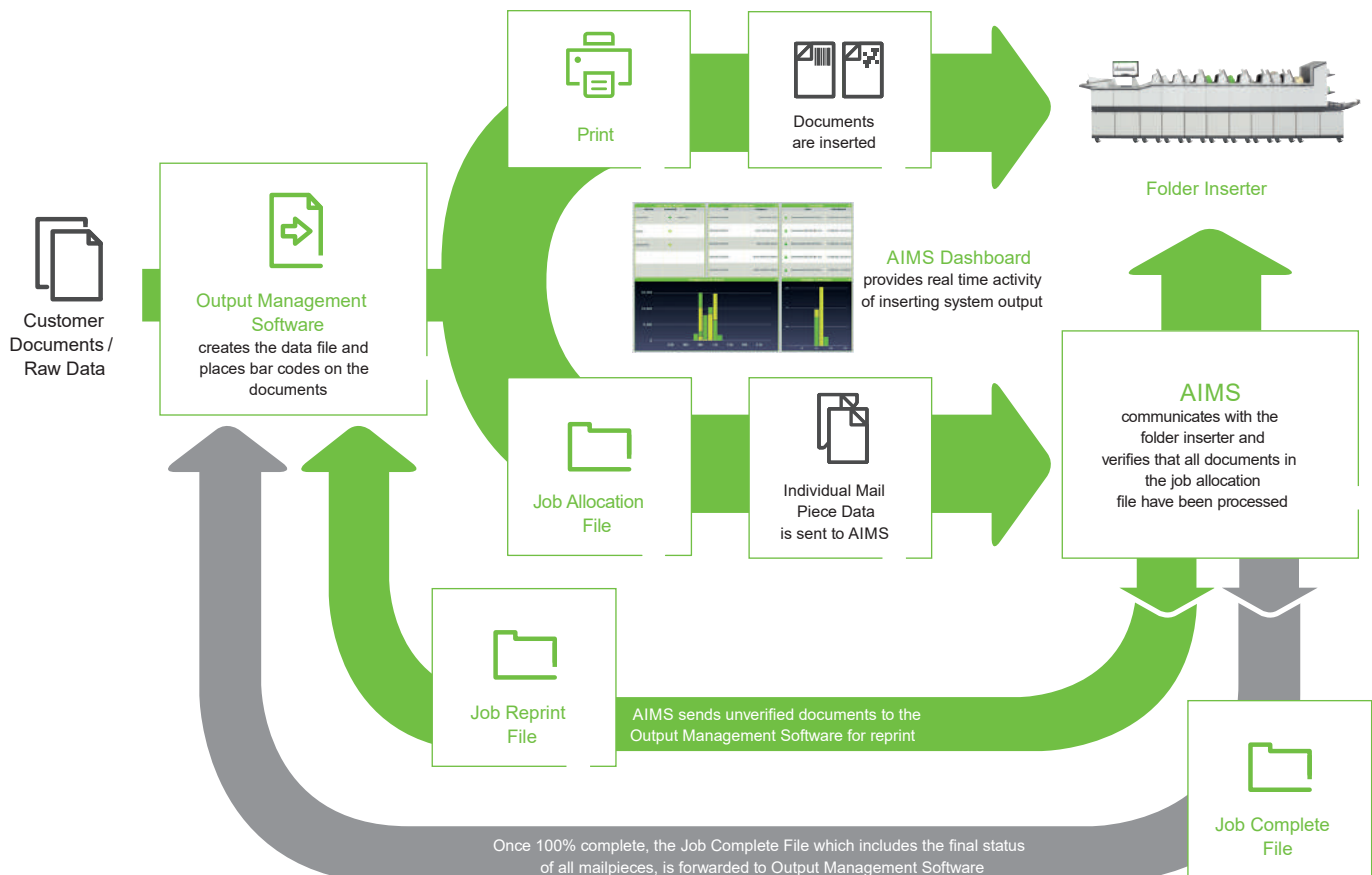 Customer
Documents /
Raw Data
Output Management
Software
creates the data file and
places bar codes on the
documents
Print
Documents
are inserted
Folder Inserter
AIMS Dashboard
provides real time activity
of inserting system output
Job Allocation
File
Individual Mail
Piece Data
is sent to AIMS
AIMS
communicates with the
folder inserter and
verifies that all documents in
the job allocation
file have been processed
Job Reprint
File
AIMS sends unverified documents to the
Output Management Software for reprint
Job Complete
File
Once 100% complete, the Job Complete File which includes the final status
of all mailpieces, is forwarded to Output Management Software